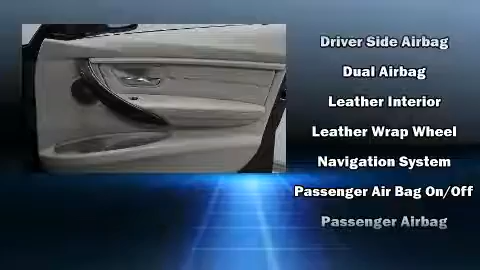 Driver Side Airbag
Dual Airbag
Leather Interior
Leather Wrap Wheel
Navigation System
Passenger Air Bag On/Off
Passenger Airbag